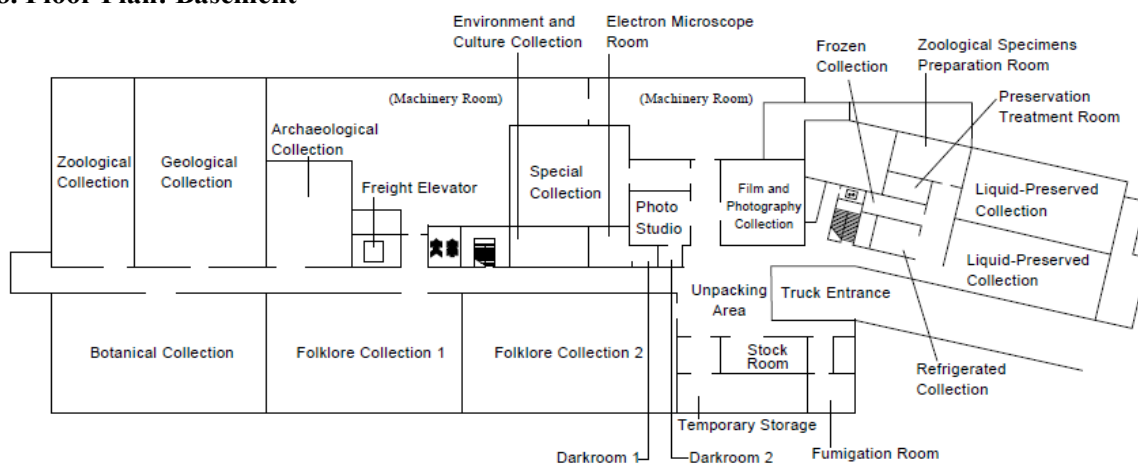 Floor Plan: Basement
Environment and
Culture Collection
Electron Microscope
Room
Frozen
Collection
Zoological Specimens
Preparation Room
Preservation
Treatment Room
(Machinery Room)
(Machinery Room)
Archaeological
Collection
Zoological
Collection
Geological
Collection
Freight Elevator
Special
Collection
Photo
Studio
Film and
Photography
Collection
Liquid-Preserved
Collection
Liquid-Preserved
Collection
Unpacking
Area
Truck Entrance
Botanical Collection
Folklore Collection 1
Folklore Collection 2
Stock
Room
Refrigerated
Collection
Temporary Storage
Fumigation Room
Darkroom 1
Darkroom 2